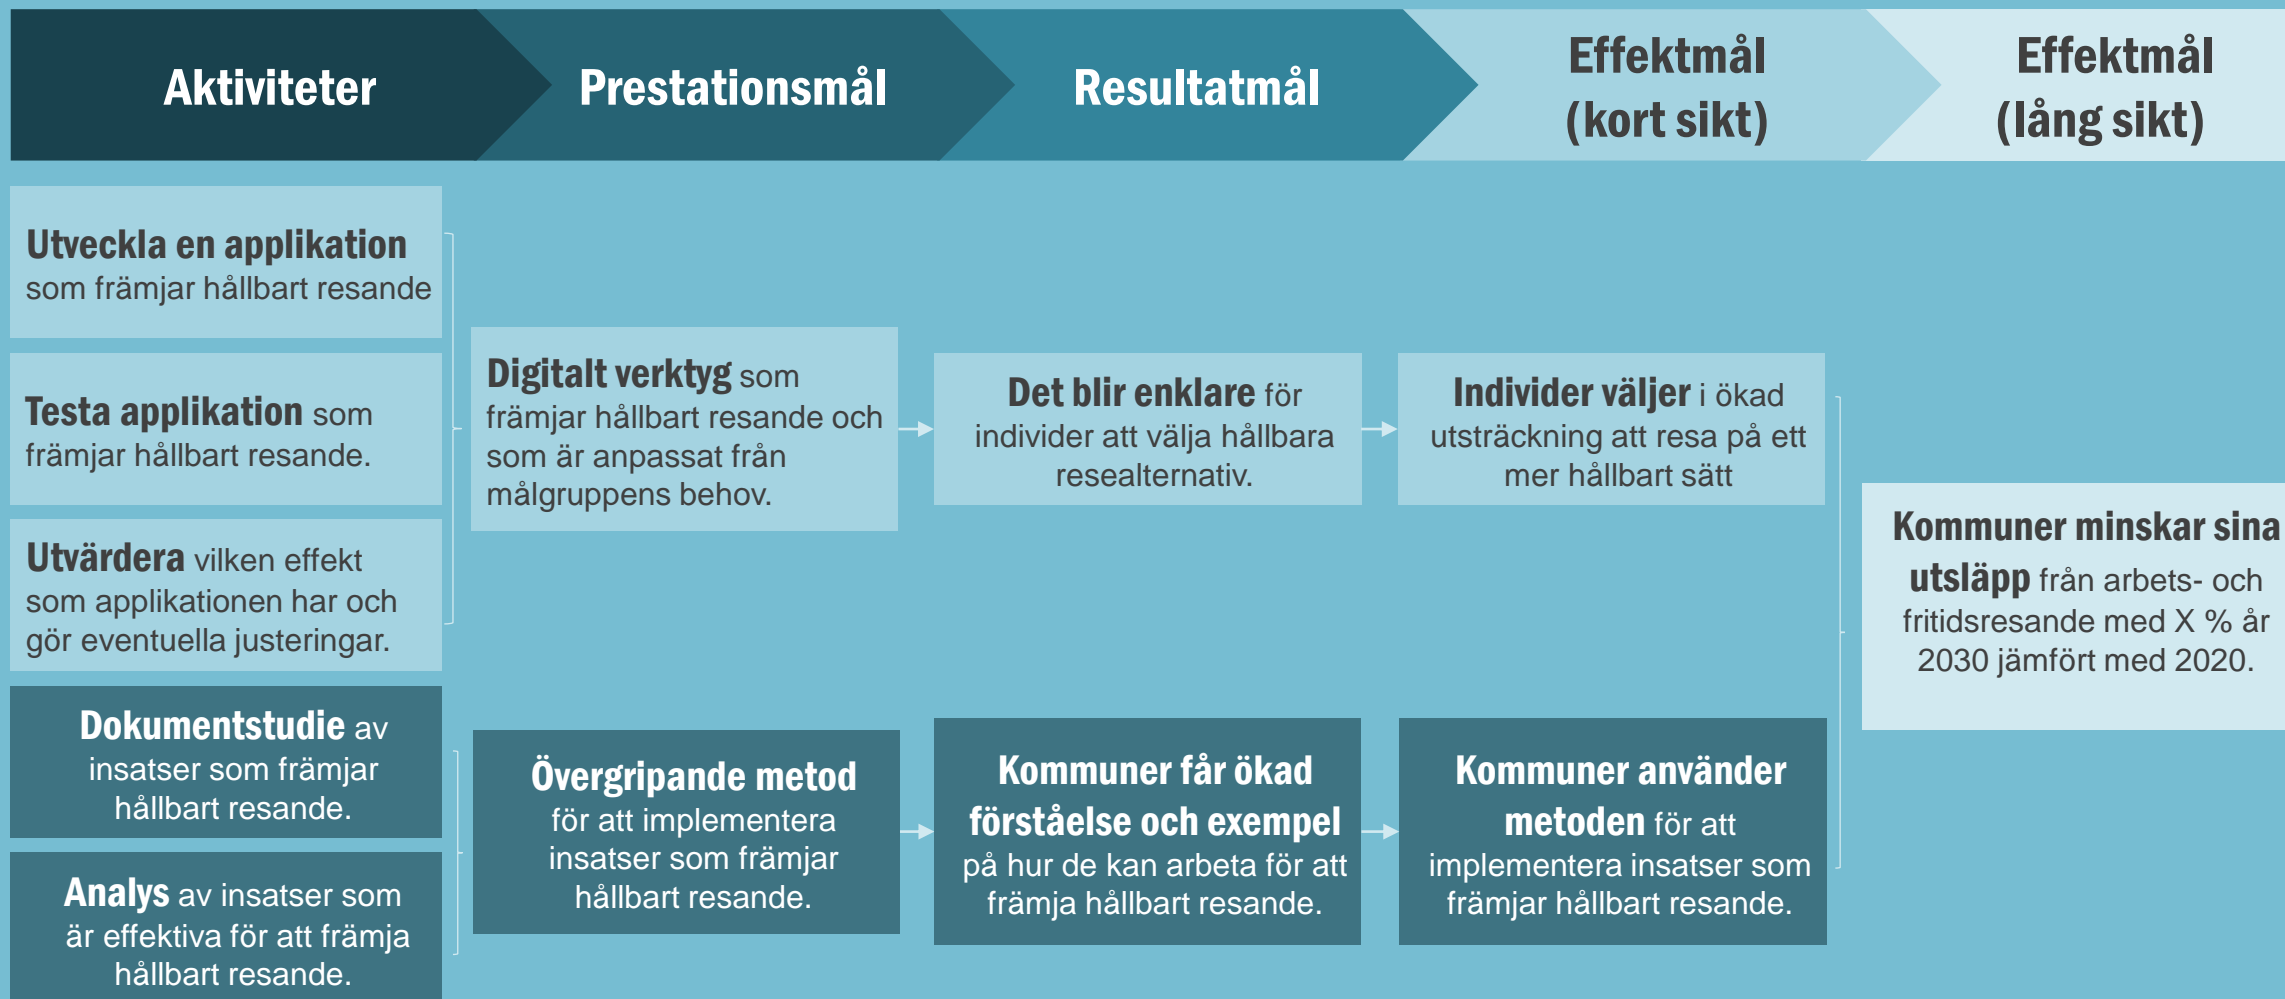 Aktiviteter
Prestationsmål
Resultatmål
Effektmål
(kort sikt)
Effektmål
(lång sikt)
Utveckla en applikation
som främjar hållbart resande
Testa applikation som
främjar hållbart resande.
Utvärdera vilken effekt
som applikationen har och
gör eventuella justeringar.
Digitalt verktyg som
främjar hållbart resande och
som är anpassat från
målgruppens behov.
Det blir enklare för
individer att välja hållbara
resealternativ.
Individer väljer i ökad
utsträckning att resa på ett
mer hållbart sätt
Dokumentstudie av
insatser som främjar
hållbart resande.
Analys av insatser som
är effektiva för att främja
hållbart resande.
Övergripande metod
för att implementera
insatser som främjar
hållbart resande.
Kommuner får ökad
förståelse och exempel
på hur de kan arbeta för att
främja hållbart resande.
Kommuner använder
metoden för att
implementera insatser som
främjar hållbart resande.
Kommuner minskar sina
utsläpp från arbets- och
fritidsresande med X % år
2030 jämfört med 2020.